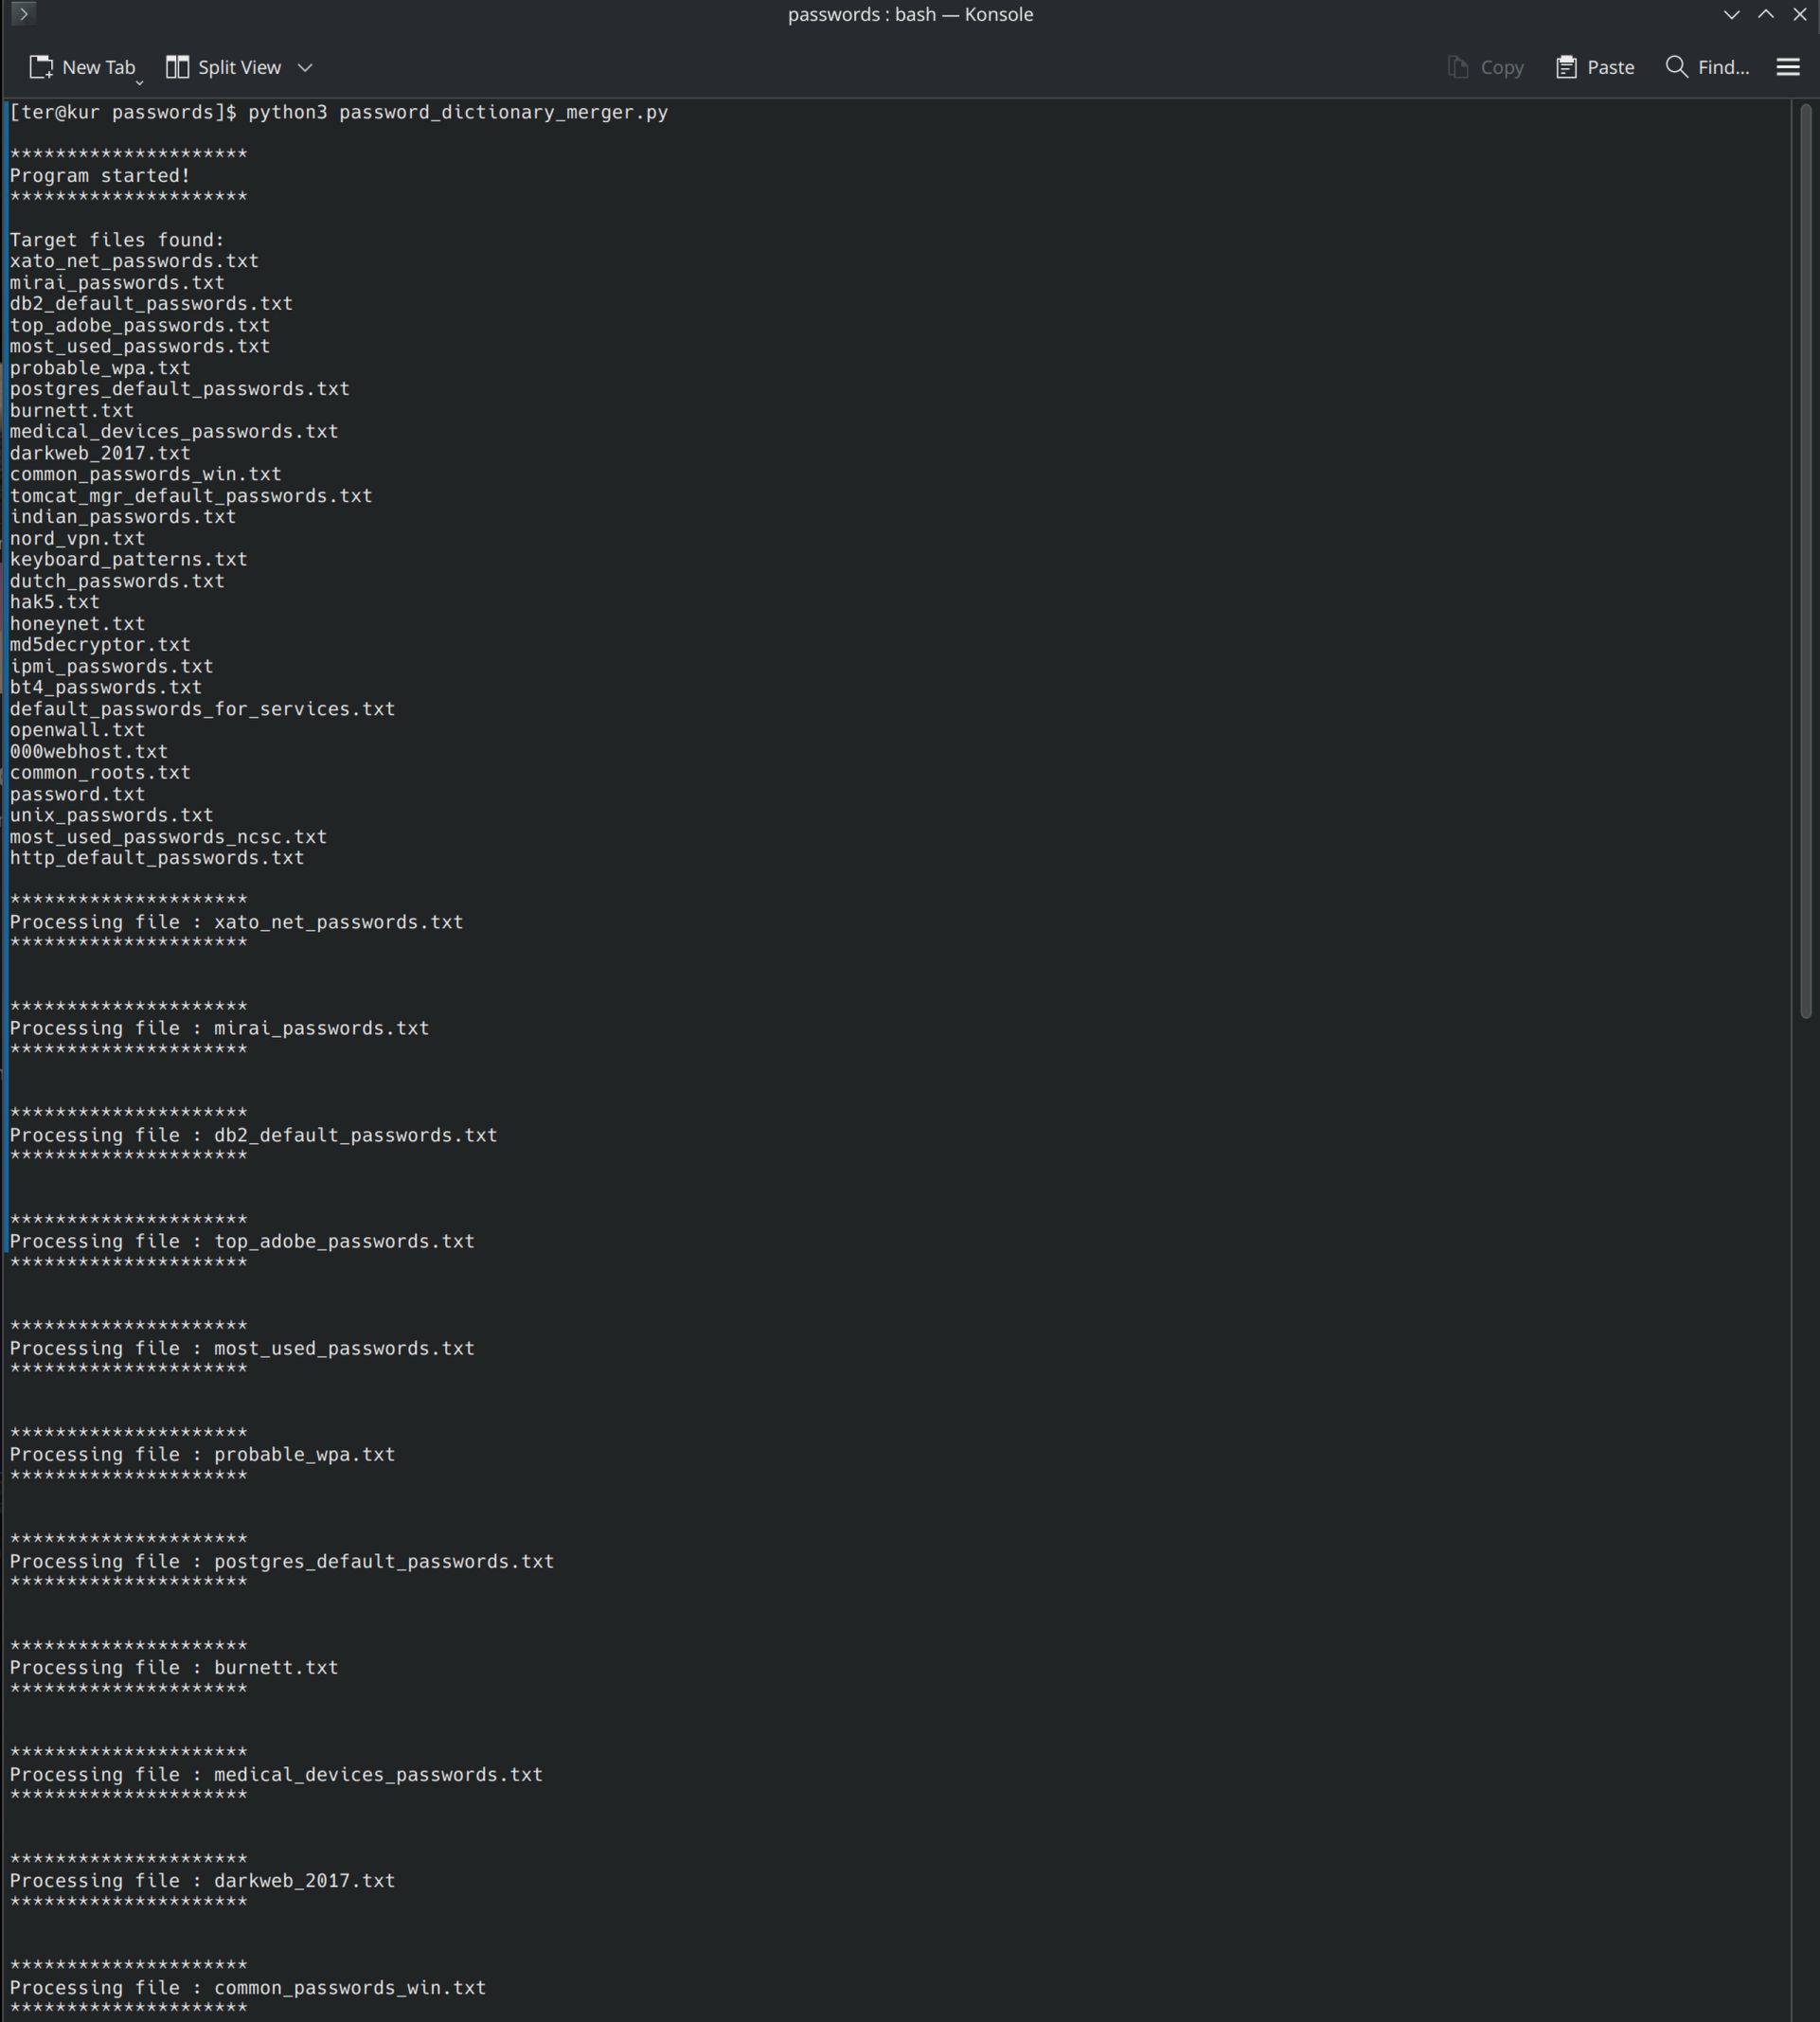 passwords : bash — Konsole
New Tab Split View Copy Paste Find...
[ter@kur passwords]$ python3 password_dictionary_merger.py
*********************
Program started!
*********************
Target files found:
xato_net_passwords.txt
mirai_passwords.txt
db2_default_passwords.txt
top_adobe_passwords.txt
most_used_passwords.txt
probable_wpa.txt
postgres_default_passwords.txt
burnett.txt
medical_devices_passwords.txt
darkweb_2017.txt
common_passwords_win.txt
tomcat_mgr_default_passwords.txt
indian_passwords.txt
nord_vpn.txt
keyboard_patterns.txt
dutch_passwords.txt
hak5.txt
honeynet.txt
md5decryptor.txt
ipmi_passwords.txt
bt4_passwords.txt
default_passwords_for_services.txt
openwall.txt
000webhost.txt
common_roots.txt
password.txt
unix_passwords.txt
most_used_passwords_ncsc.txt
http_default_passwords.txt
*********************
Processing file : xato_net_passwords.txt
*********************
*********************
Processing file : mirai_passwords.txt
*********************
*********************
Processing file : db2_default_passwords.txt
*********************
*********************
Processing file : top_adobe_passwords.txt
*********************
*********************
Processing file : most_used_passwords.txt
*********************
*********************
Processing file : probable_wpa.txt
*********************
*********************
Processing file : postgres_default_passwords.txt
*********************
*********************
Processing file : burnett.txt
*********************
*********************
Processing file : medical_devices_passwords.txt
*********************
*********************
Processing file : darkweb_2017.txt
*********************
*********************
Processing file : common_passwords_win.txt
*********************